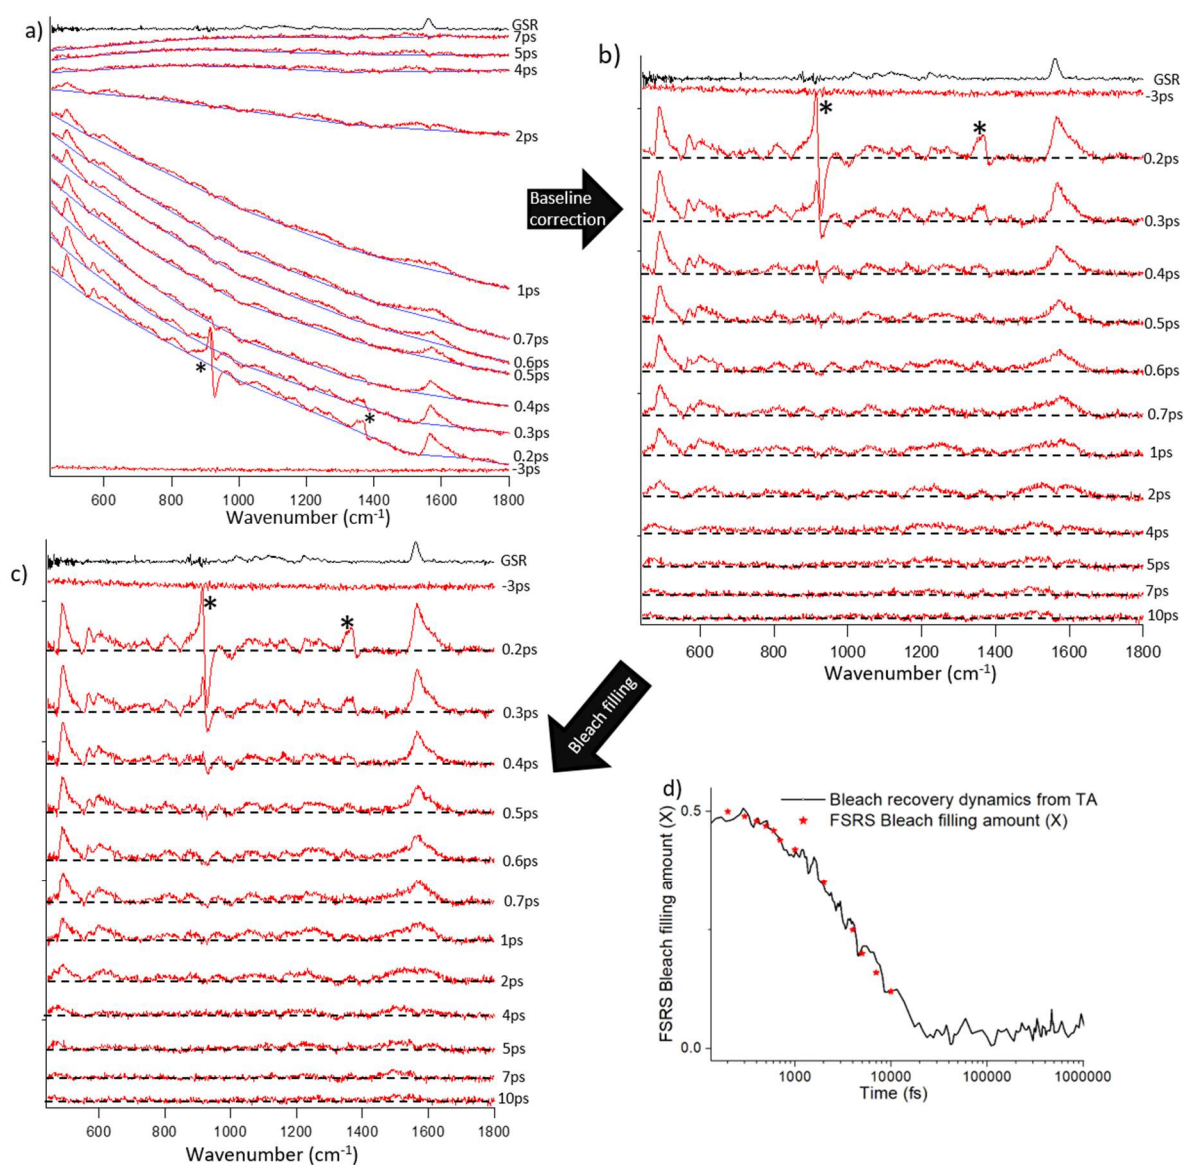 a)
GSR
7ps
5ps
4ps
2ps
1ps
0.7ps
0.6ps
0.5ps
0.4ps
0.3ps
0.2ps
-3ps
*
*
600 800 1000 1200 1400 1600 1800
Wavenumber (cm-1)
Baseline
correction
b)
GSR
-3ps
*
*
0.2ps
0.3ps
0.4ps
0.5ps
0.6ps
0.7ps
1ps
2ps
4ps
5ps
7ps
10ps
600 800 1000 1200 1400 1600 1800
Wavenumber (cm-1)
Bleach filling
c)
GSR
-3ps
*
*
0.2ps
0.3ps
0.4ps
0.5ps
0.6ps
0.7ps
1ps
2ps
4ps
5ps
7ps
10ps
600 800 1000 1200 1400 1600 1800
Wavenumber (cm-1)
d)
Bleach recovery dynamics from TA
FSRS Bleach filling amount (X)
FSRS Bleach filling amount (X)
0.5
0.0
1000 10000 100000 1000000
Time (fs)